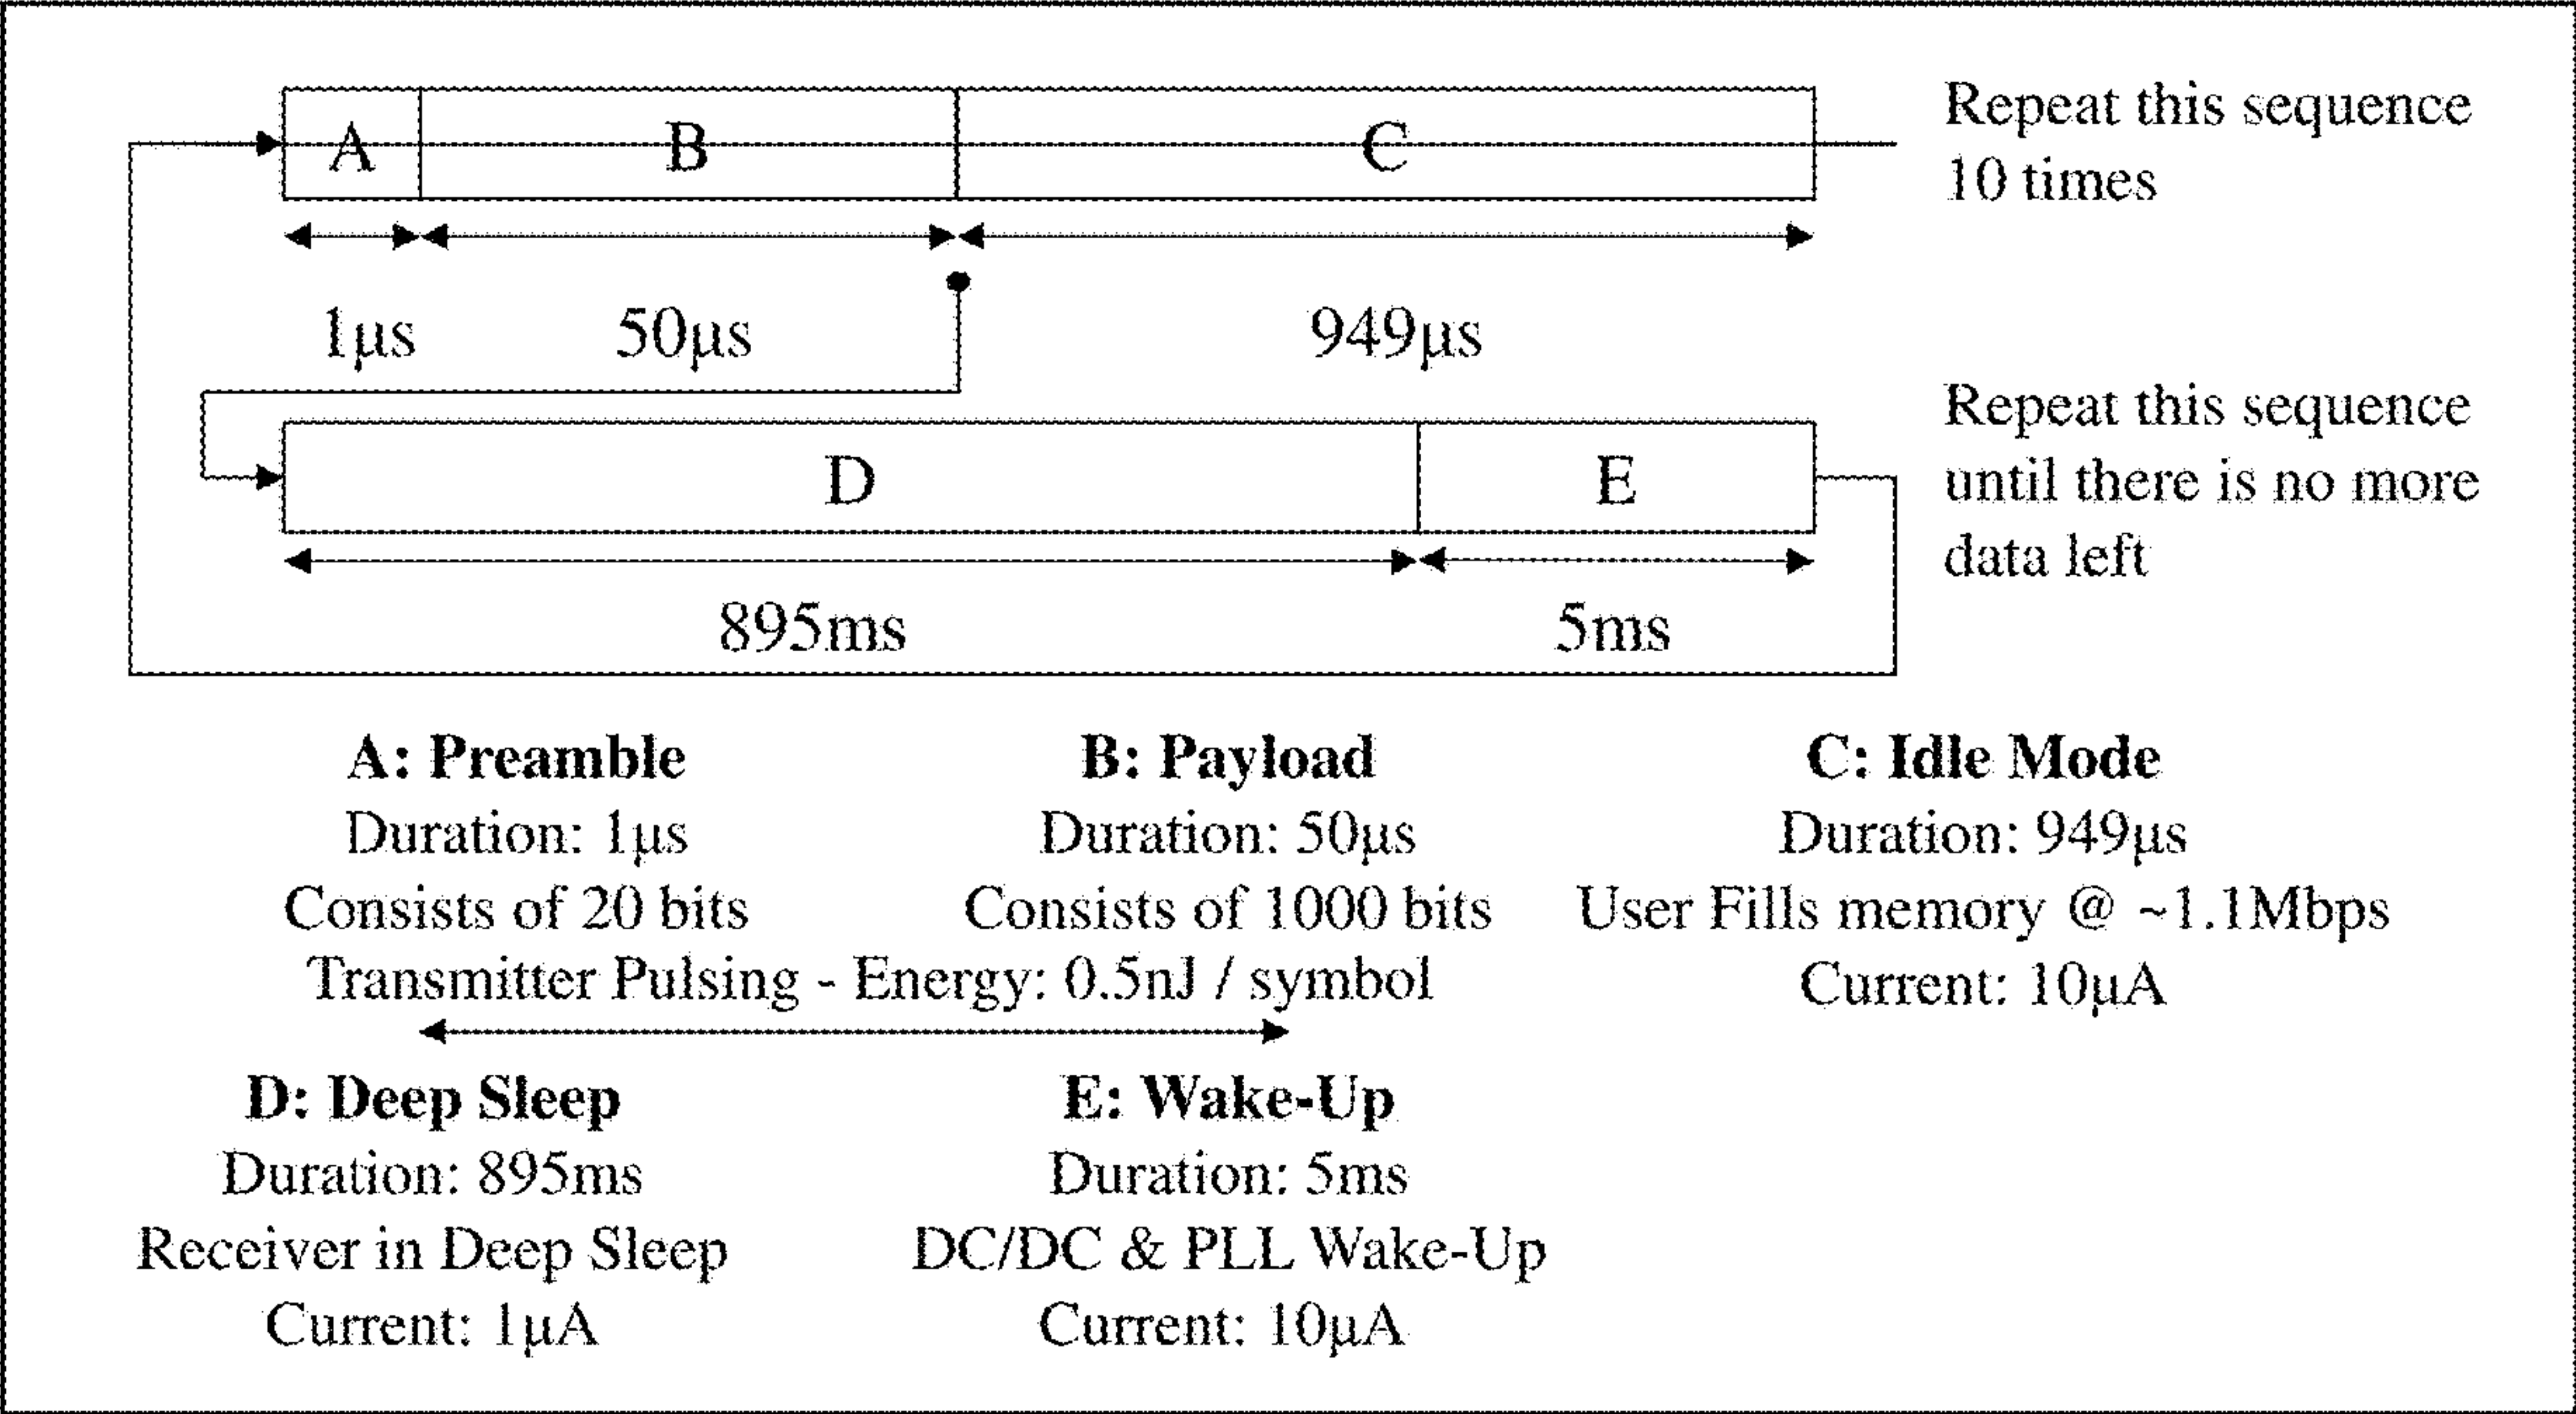 A B C
Repeat this sequence
10 times
1μs 50μs 949μs
D E
Repeat this sequence
until there is no more
data left
895ms 5ms
A: Preamble
Duration: 1μs
Consists of 20 bits
B: Payload
Duration: 50μs
Consists of 1000 bits
Transmitter Pulsing - Energy: 0.5nJ / symbol
C: Idle Mode
Duration: 949μs
User Fills memory @ ~1.1Mbps
Current: 10μA
D: Deep Sleep
Duration: 895ms
Receiver in Deep Sleep
Current: 1μA
E: Wake-Up
Duration: 5ms
DC/DC & PLL Wake-Up
Current: 10μA